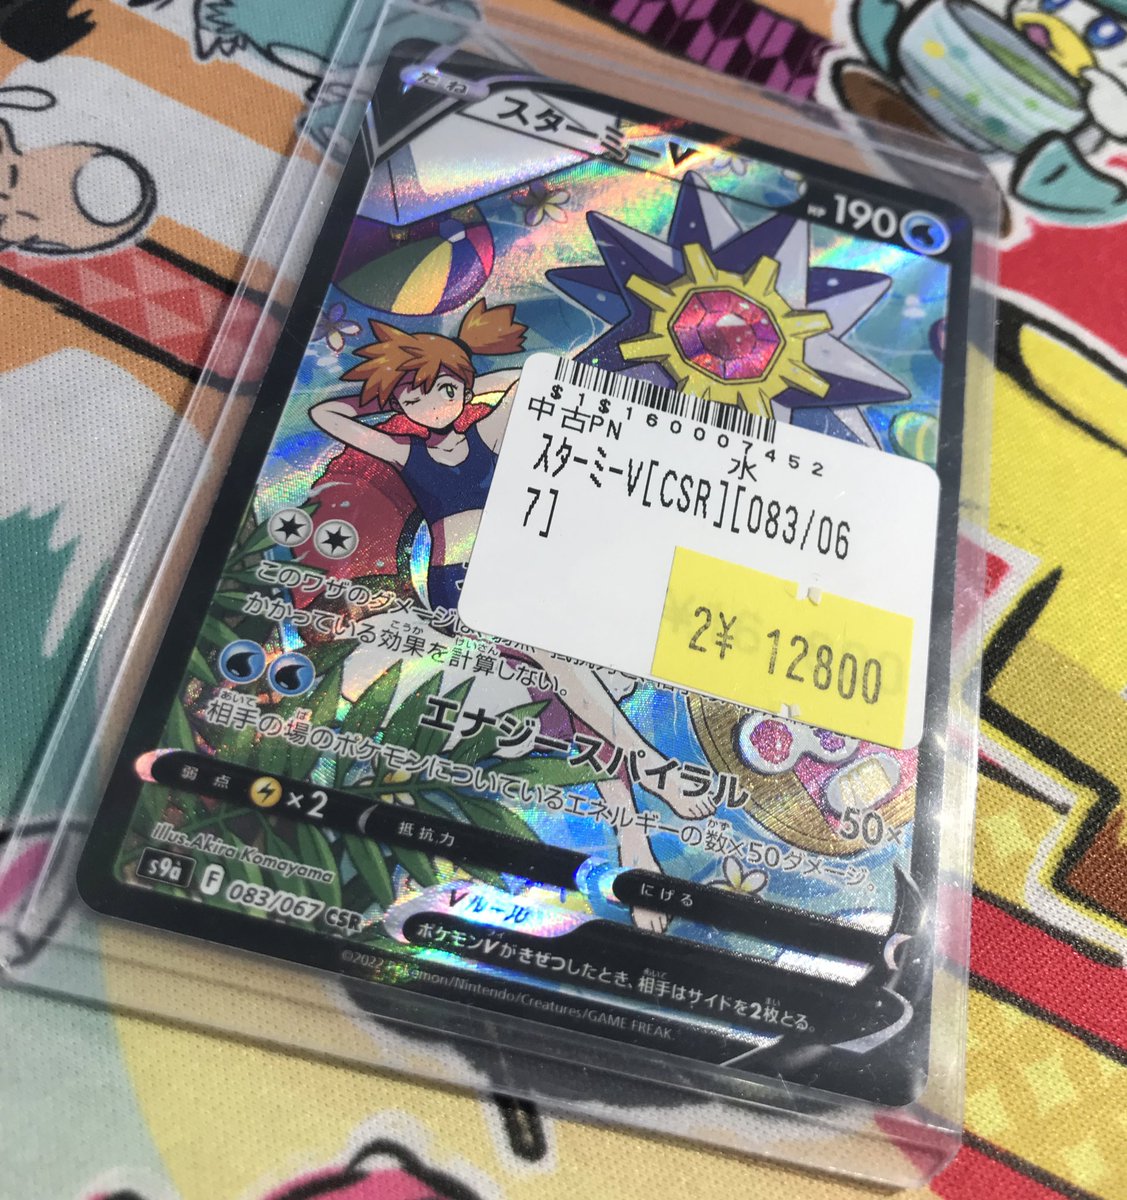 たね
スターミーV
HP 190
$1$160007452
中古PN
水
ｽﾀｰﾐｰV[CSR][083/06
7]
2¥ 12800
このワザのダメージは、
かかっている効果を計算しない。
エナジースパイラル
50×
相手の場のポケモンについているエネルギーの数×50ダメージ。
弱点 ×2
抵抗力
にげる
illus. Akira Komayama
s9a F 083/067 CSR
Vルール
ポケモンVがきぜつしたとき、相手はサイドを2枚とる。
©2022 Pokémon/Nintendo/Creatures/GAME FREAK.